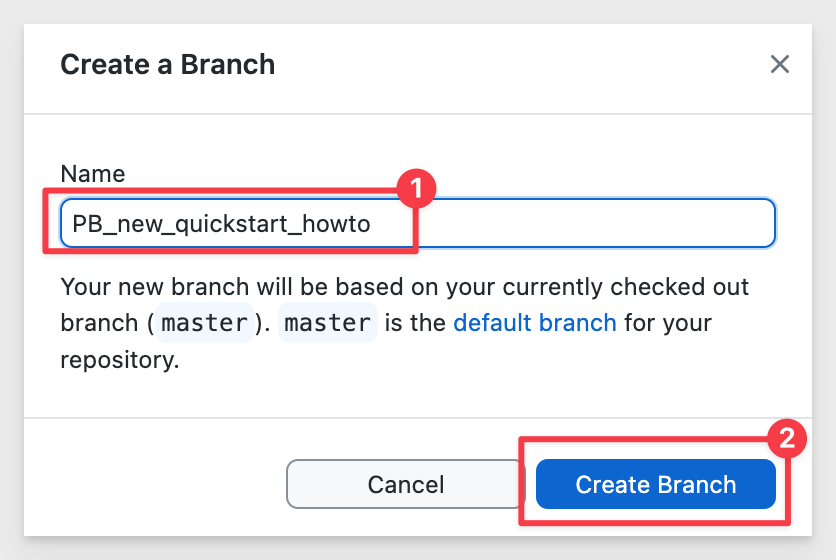 Create a Branch
Name
1
PB_new_quickstart_howto
Your new branch will be based on your currently checked out
branch (master). master is the default branch for your
repository.
2
Cancel
Create Branch